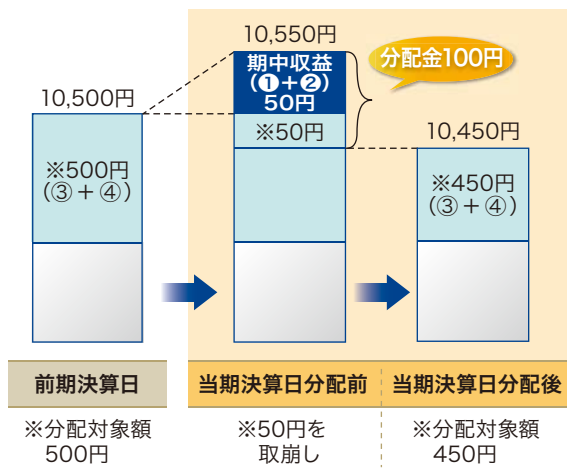 10,550円
期中収益
(❶+❷)
50円
分配金100円
10,500円
※50円
10,450円
※500円
(③+④)
※450円
(③+④)
前期決算日
当期決算日分配前
当期決算日分配後
※分配対象額
500円
※50円を
取崩し
※分配対象額
450円